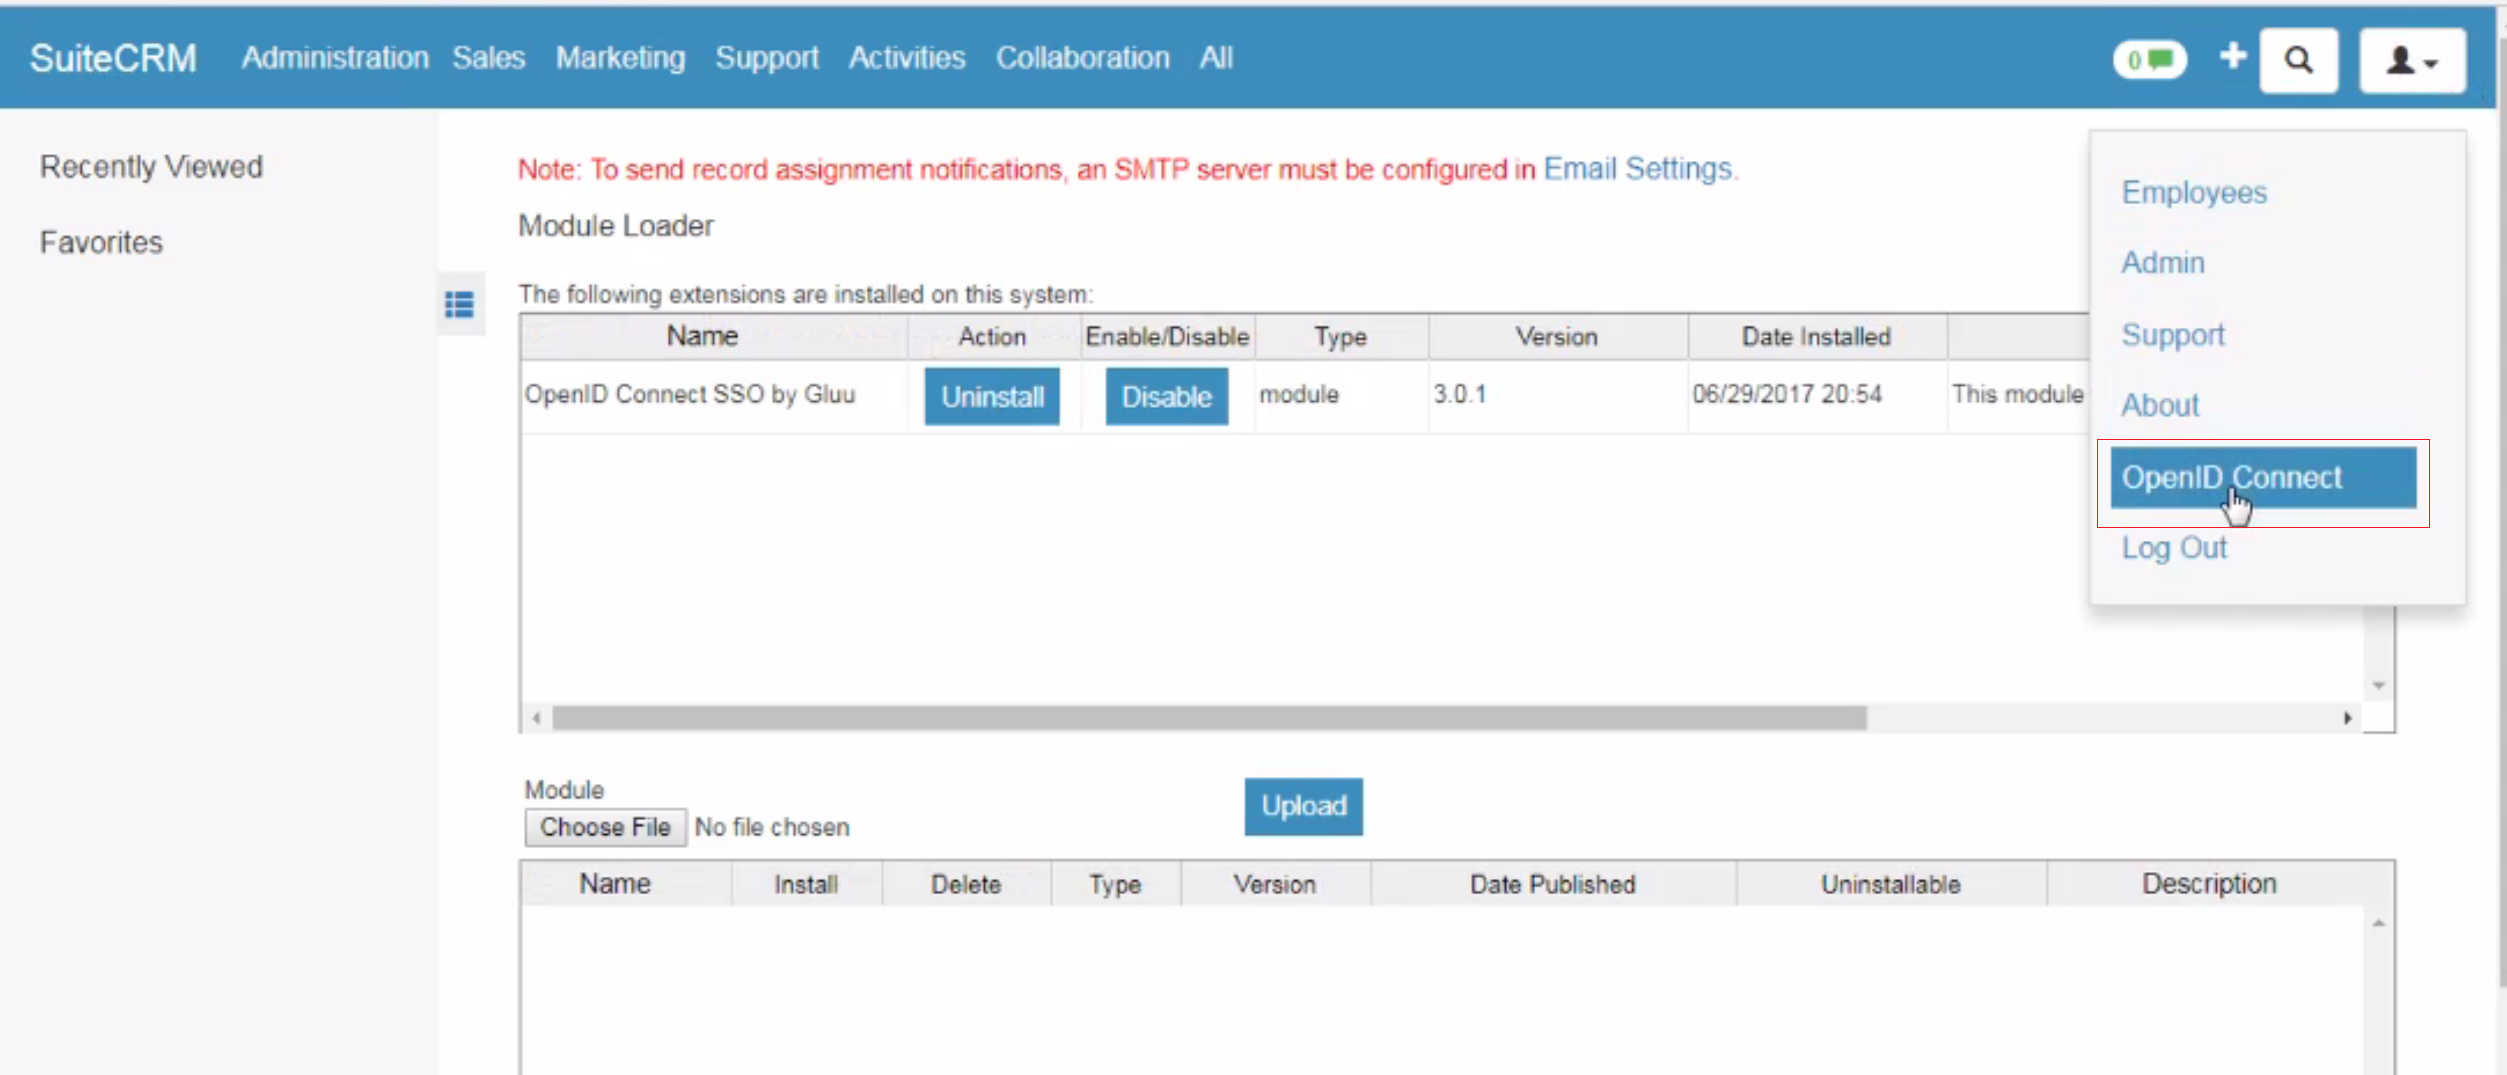 SuiteCRM Administration Sales Marketing Support Activities Collaboration All 0
Recently Viewed
Favorites
Note: To send record assignment notifications, an SMTP server must be configured in Email Settings.
Module Loader
The following extensions are installed on this system:
Name Action Enable/Disable Type Version Date Installed
OpenID Connect SSO by Gluu Uninstall Disable module 3.0.1 06/29/2017 20:54 This module
Employees
Admin
Support
About
OpenID Connect
Log Out
Module
Choose File No file chosen Upload
Name Install Delete Type Version Date Published Uninstallable Description